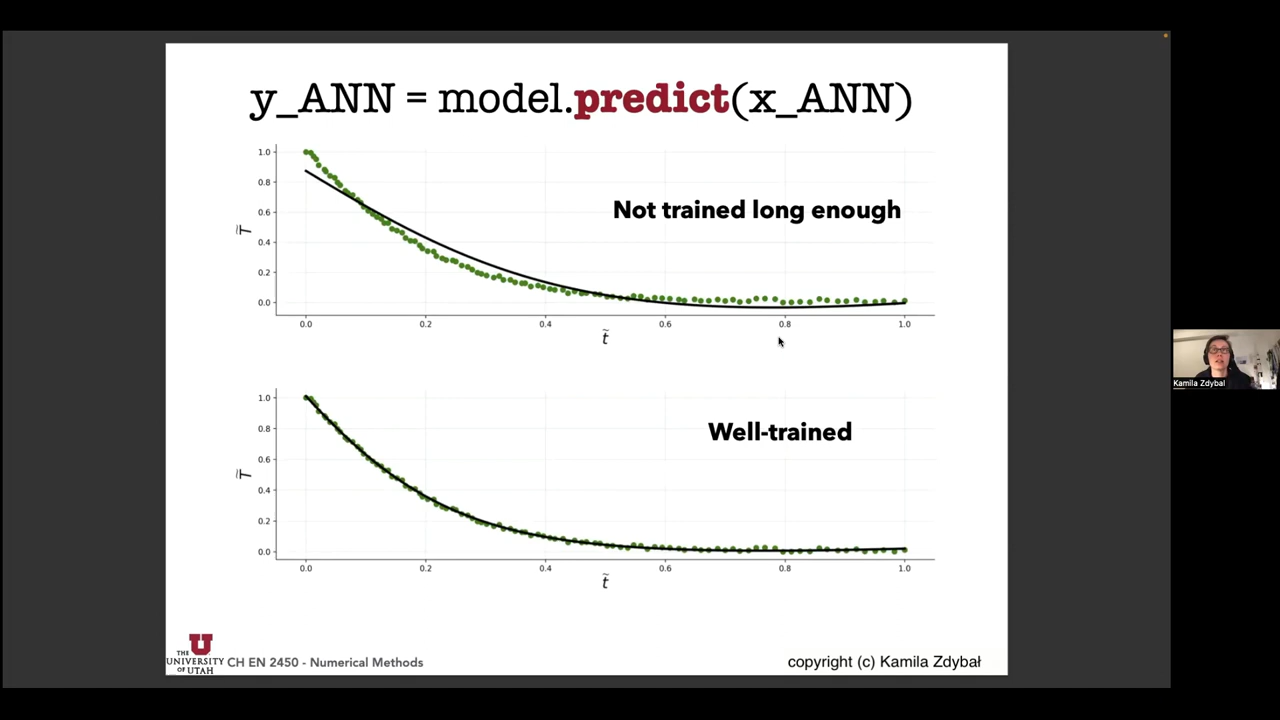 y_ANN = model.predict(x_ANN)
1.0
0.8
0.6
0.4
0.2
0.0
T̃
Not trained long enough
0.0 0.2 0.4 0.6 0.8 1.0
t̃
1.0
0.8
0.6
0.4
0.2
0.0
T̃
Well-trained
0.0 0.2 0.4 0.6 0.8 1.0
t̃
Kamila Zdybal
U
THE
UNIVERSITY
OF UTAH
CH EN 2450 - Numerical Methods
copyright (c) Kamila Zdybał